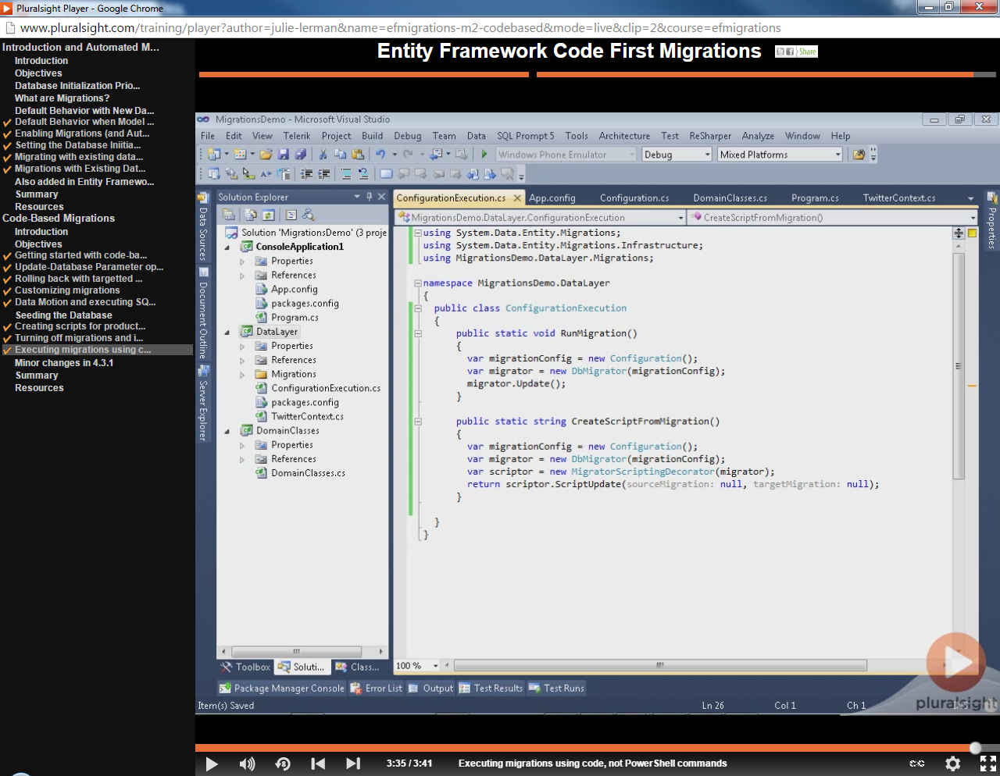 Pluralsight Player - Google Chrome
www.pluralsight.com/training/player?author=julie-lerman&name=efmigrations-m2-codebased&mode=live&clip=2&course=efmigrations
Introduction and Automated M...
Introduction
Objectives
Database Initialization Prio...
What are Migrations?
Default Behavior with New Da...
Default Behavior when Model ...
Enabling Migrations (and Aut...
Setting the Database Initia...
Migrating with existing data...
Migrations with Existing Dat...
Also added in Entity Framewo...
Summary
Resources
Code-Based Migrations
Introduction
Objectives
Getting started with code-ba...
Update-Database Parameter op...
Rolling back with targetted ...
Customizing migrations
Data Motion and executing SQ...
Seeding the Database
Creating scripts for product...
Turning off migrations and i...
Executing migrations using c...
Minor changes in 4.3.1
Summary
Resources
Entity Framework Code First Migrations
Share
MigrationsDemo - Microsoft Visual Studio
File Edit View Telerik Project Build Debug Team Data SQL Prompt 5 Tools Architecture Test ReSharper Analyze Window Help
Windows Phone Emulator Debug Mixed Platforms
Data Sources
Document Outline
Server Explorer
Solution Explorer
Solution 'MigrationsDemo' (3 proje
ConsoleApplication1
Properties
References
App.config
packages.config
Program.cs
DataLayer
Properties
References
Migrations
ConfigurationExecution.cs
packages.config
TwitterContext.cs
DomainClasses
Properties
References
DomainClasses.cs
Toolbox Soluti... Class...
ConfigurationExecution.cs App.config Configuration.cs DomainClasses.cs Program.cs TwitterContext.cs
MigrationsDemo.DataLayer.ConfigurationExecution CreateScriptFromMigration()
using System.Data.Entity.Migrations;
using System.Data.Entity.Migrations.Infrastructure;
using MigrationsDemo.DataLayer.Migrations;
namespace MigrationsDemo.DataLayer
{
public class ConfigurationExecution
{
public static void RunMigration()
{
var migrationConfig = new Configuration();
var migrator = new DbMigrator(migrationConfig);
migrator.Update();
}
public static string CreateScriptFromMigration()
{
var migrationConfig = new Configuration();
var migrator = new DbMigrator(migrationConfig);
var scriptor = new MigratorScriptingDecorator(migrator);
return scriptor.ScriptUpdate(sourceMigration: null, targetMigration: null);
}
}
}
100 %
Properties
Package Manager Console Error List Output Test Results Test Runs
Item(s) Saved Ln 26 Col 1 Ch 1 INS
pluralsight
3:35 / 3:41 Executing migrations using code, not PowerShell commands
CC